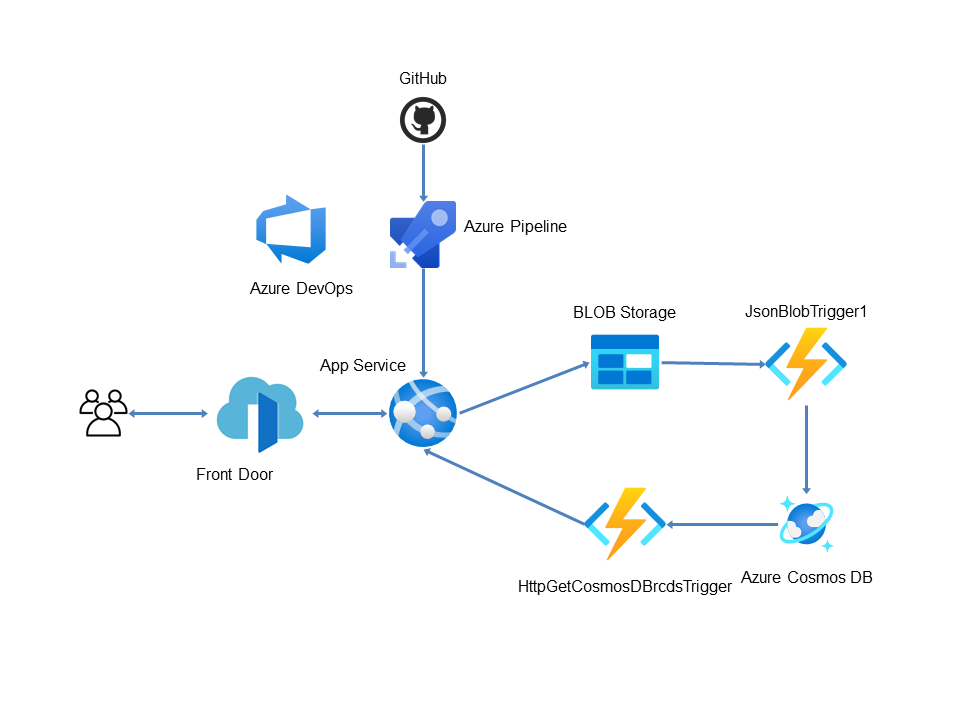 GitHub
Azure Pipeline
Azure DevOps
BLOB Storage
JsonBlobTrigger1
App Service
Front Door
HttpGetCosmosDBrcdsTrigger
Azure Cosmos DB